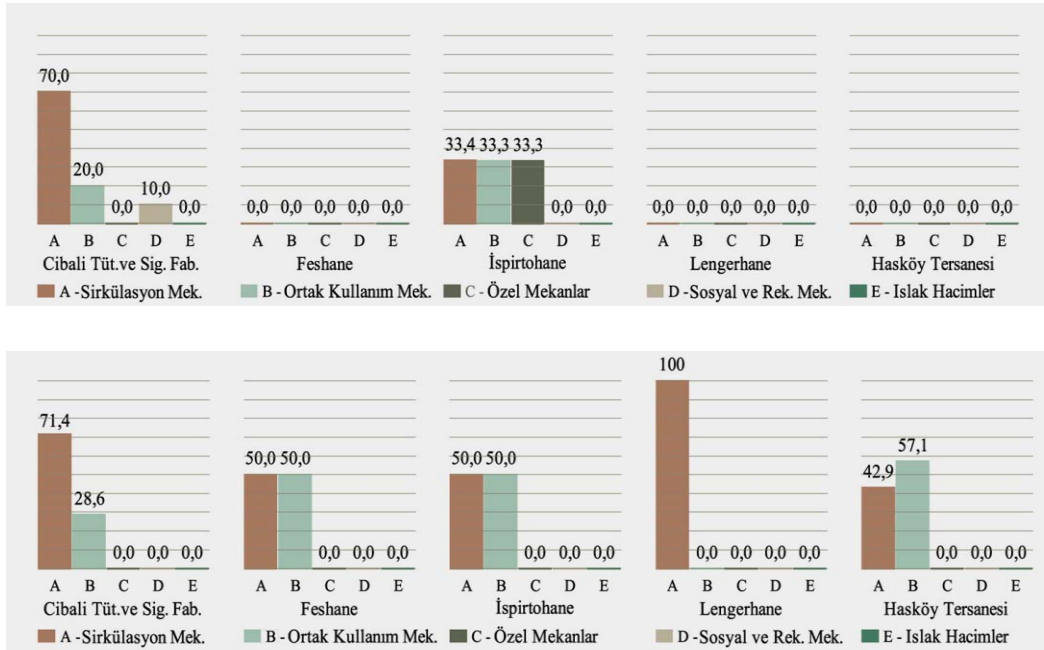 70,0
20,0
0,0 10,0 0,0
A B C D E
Cibali Tüt.ve Sig. Fab.
0,0 0,0 0,0 0,0 0,0
A B C D E
Feshane
33,4 33,3 33,3
0,0 0,0
A B C D E
İspirtohane
0,0 0,0 0,0 0,0 0,0
A B C D E
Lengerhane
0,0 0,0 0,0 0,0 0,0
A B C D E
Hasköy Tersanesi
A -Sirkülasyon Mek.
B - Ortak Kullanım Mek.
C - Özel Mekanlar
D -Sosyal ve Rek. Mek.
E - Islak Hacimler
71,4
28,6
0,0 0,0 0,0
A B C D E
Cibali Tüt.ve Sig. Fab.
50,0 50,0
0,0 0,0 0,0
A B C D E
Feshane
50,0 50,0
0,0 0,0 0,0
A B C D E
İspirtohane
100
0,0 0,0 0,0 0,0
A B C D E
Lengerhane
57,1
42,9
0,0 0,0 0,0
A B C D E
Hasköy Tersanesi
A -Sirkülasyon Mek.
B - Ortak Kullanım Mek.
C - Özel Mekanlar
D -Sosyal ve Rek. Mek.
E - Islak Hacimler